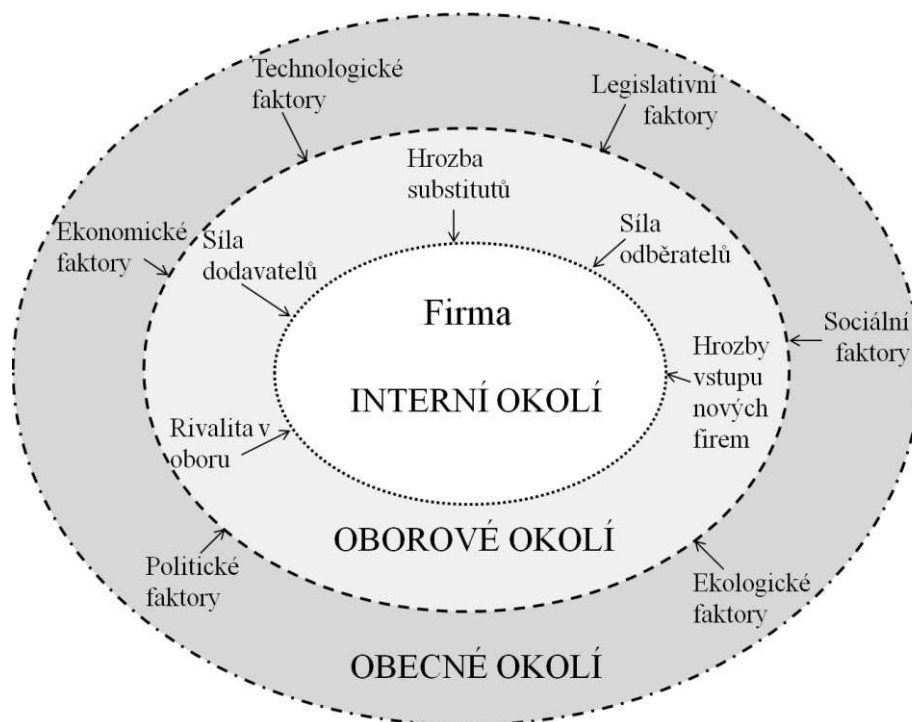 Technologické
faktory
Legislativní
faktory
Hrozba
substitutů
Ekonomické
faktory
Síla
dodavatelů
Síla
odběratelů
Firma
Sociální
faktory
Hrozby
vstupu
nových
firem
INTERNÍ OKOLÍ
Rivalita v
oboru
OBOROVÉ OKOLÍ
Politické
faktory
Ekologické
faktory
OBECNÉ OKOLÍ